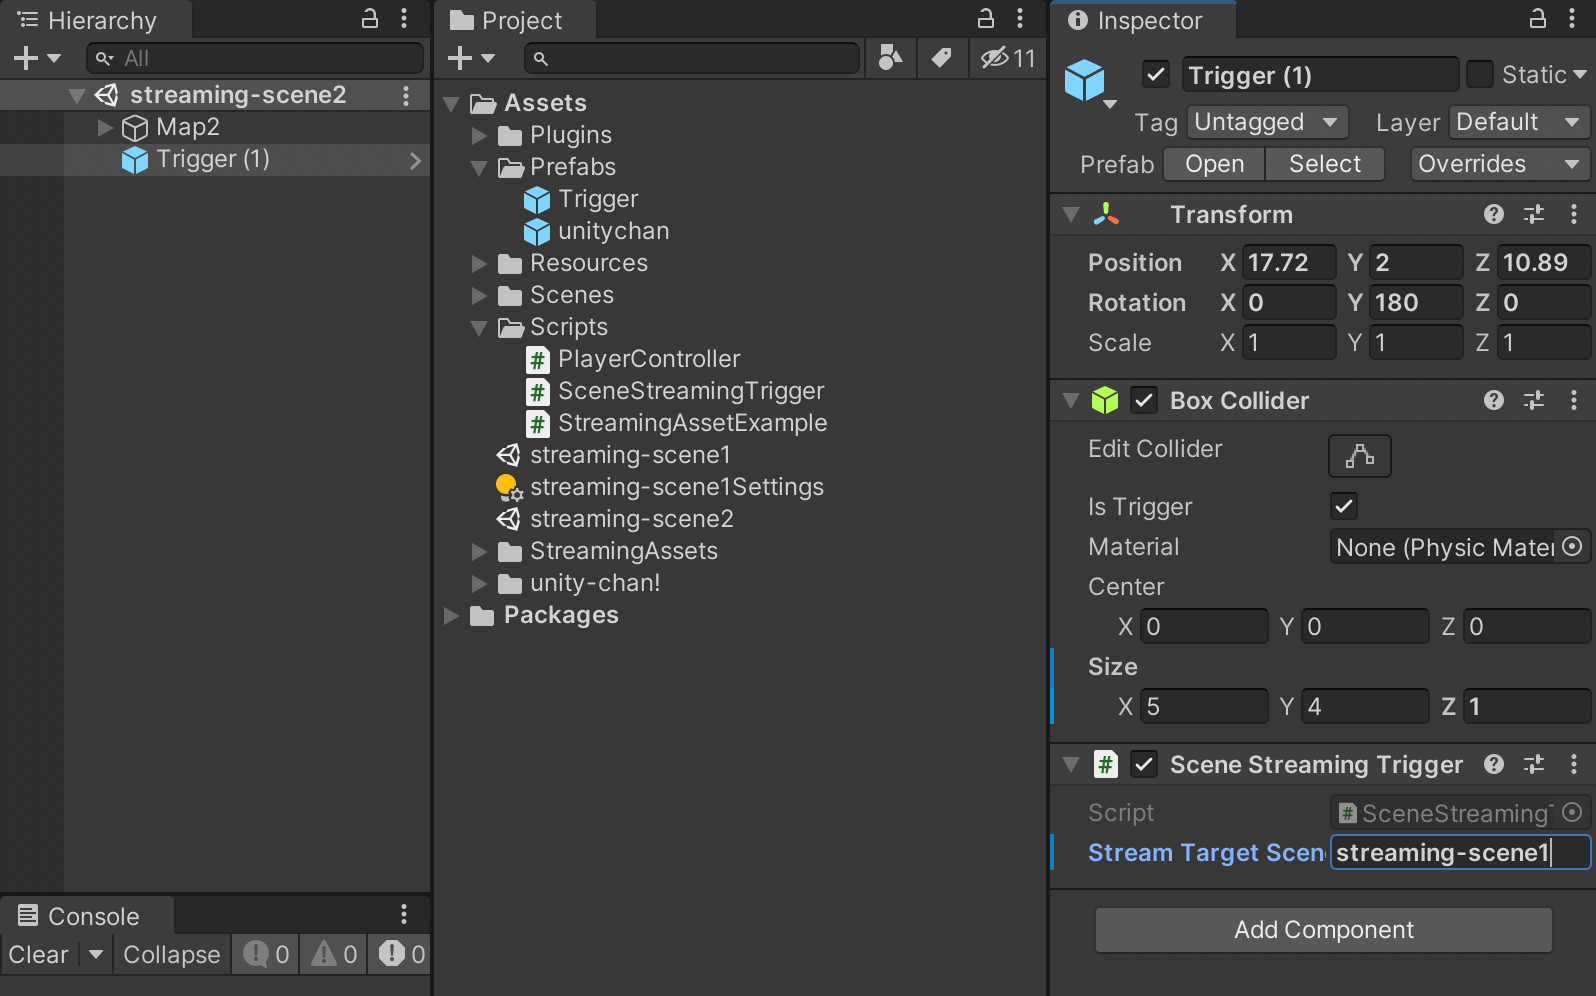 Hierarchy
All
streaming-scene2
Map2
Trigger (1)
Console
Clear Collapse 0 0 0
Project
11
Assets
Plugins
Prefabs
Trigger
unitychan
Resources
Scenes
Scripts
PlayerController
SceneStreamingTrigger
StreamingAssetExample
streaming-scene1
streaming-scene1Settings
streaming-scene2
StreamingAssets
unity-chan!
Packages
Inspector
Trigger (1) Static
Tag Untagged Layer Default
Prefab Open Select Overrides
Transform
Position X 17.72 Y 2 Z 10.89
Rotation X 0 Y 180 Z 0
Scale X 1 Y 1 Z 1
Box Collider
Edit Collider
Is Trigger
Material None (Physic Mater
Center
X 0 Y 0 Z 0
Size
X 5 Y 4 Z 1
# Scene Streaming Trigger
Script # SceneStreaming
Stream Target Scen streaming-scene1
Add Component